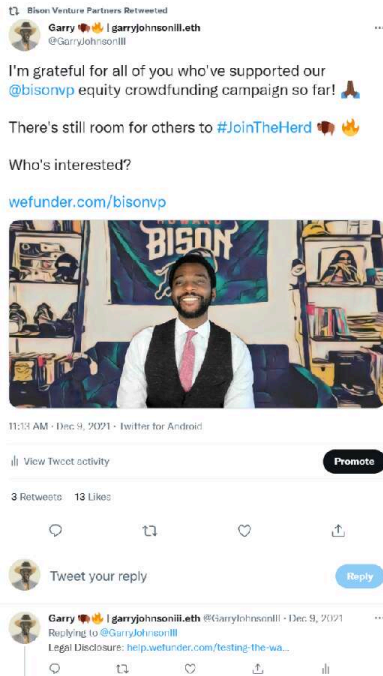 Bison Venture Partners Retweeted
Garry | garryjohnsoniii.eth
@GarryJohnsonIII
I'm grateful for all of you who've supported our
@bisonvp equity crowdfunding campaign so far!
There's still room for others to #JoinTheHerd
Who's interested?
wefunder.com/bisonvp
HOWARD
BISON
11:13 AM · Dec 9, 2021 · Twitter for Android
View Tweet activity
Promote
3 Retweets 13 Likes
Tweet your reply
Reply
Garry | garryjohnsoniii.eth @GarryJohnsonIII · Dec 9, 2021
Replying to @GarryJohnsonIII
Legal Disclosure: help.wefunder.com/testing-the-wa...